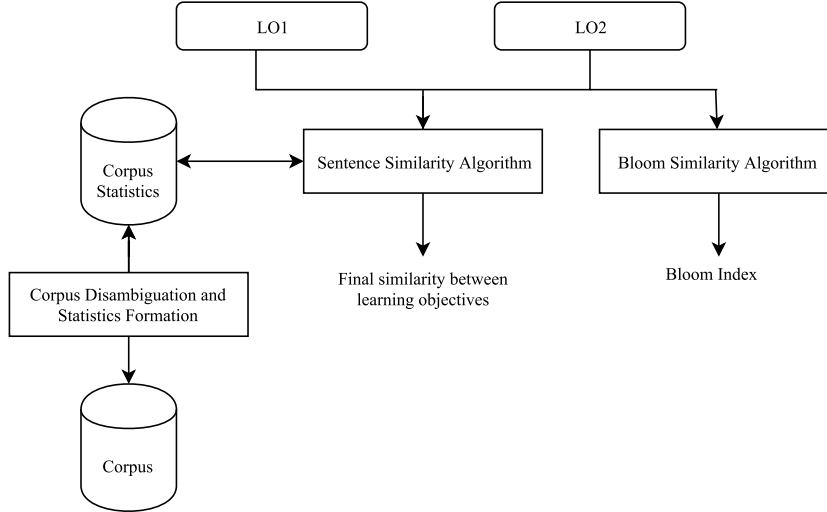 LO1
LO2
Corpus
Statistics
Sentence Similarity Algorithm
Bloom Similarity Algorithm
Corpus Disambiguation and
Statistics Formation
Final similarity between
learning objectives
Bloom Index
Corpus